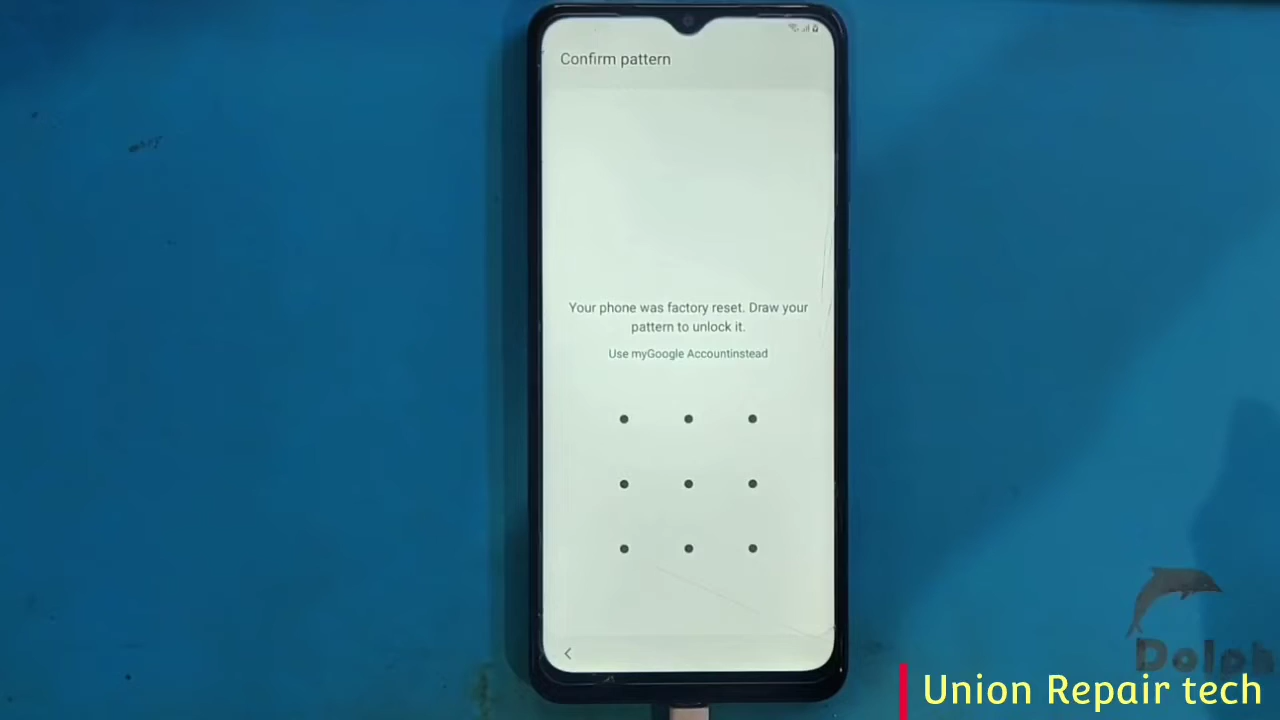 Confirm pattern
Your phone was factory reset. Draw your
pattern to unlock it.
Use myGoogle Accountinstead
Dolph
Union Repair tech